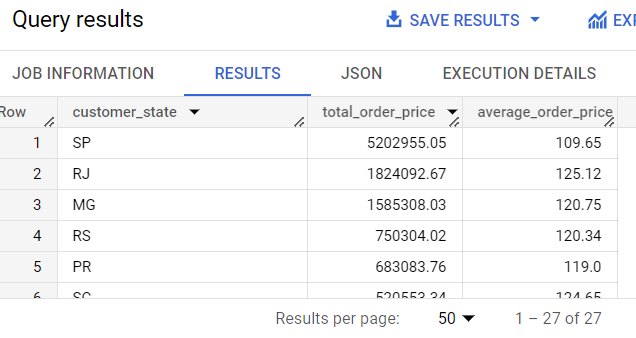 Query results SAVE RESULTS EXP
JOB INFORMATION RESULTS JSON EXECUTION DETAILS
Row customer_state total_order_price average_order_price
1 SP 5202955.05 109.65
2 RJ 1824092.67 125.12
3 MG 1585308.03 120.75
4 RS 750304.02 120.34
5 PR 683083.76 119.0
6 SC 520553.34 124.65
Results per page: 50 1 – 27 of 27